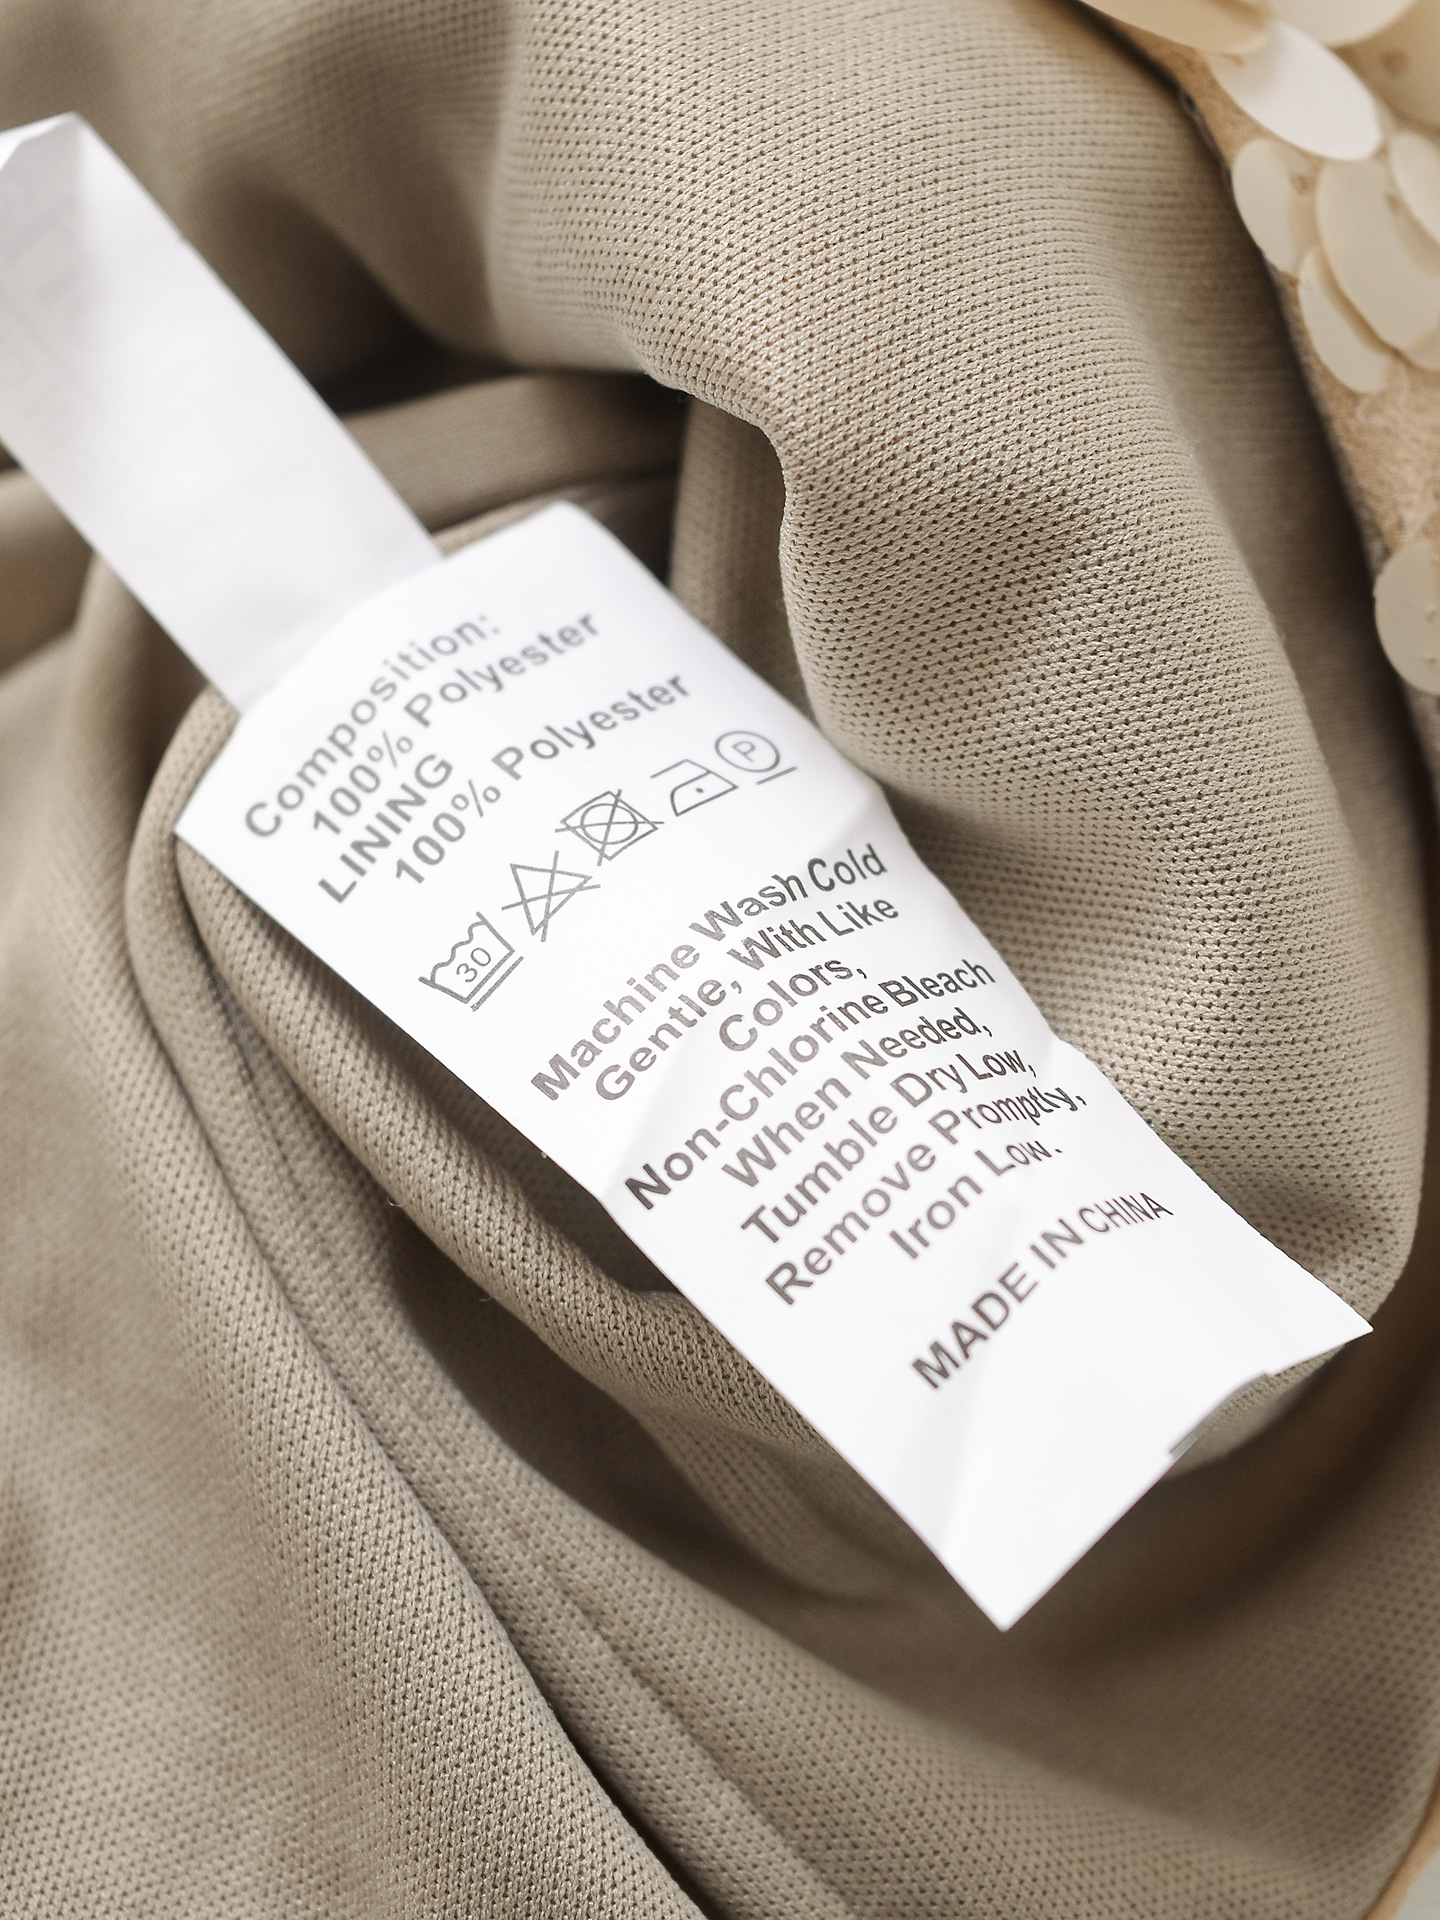 Composition:
100% Polyester
LINING
100% Polyester
30 P
Machine Wash Cold
Gentle, With Like
Colors,
Non-Chlorine Bleach
When Needed,
Tumble Dry Low,
Remove Promptly,
Iron Low.
MADE IN CHINA